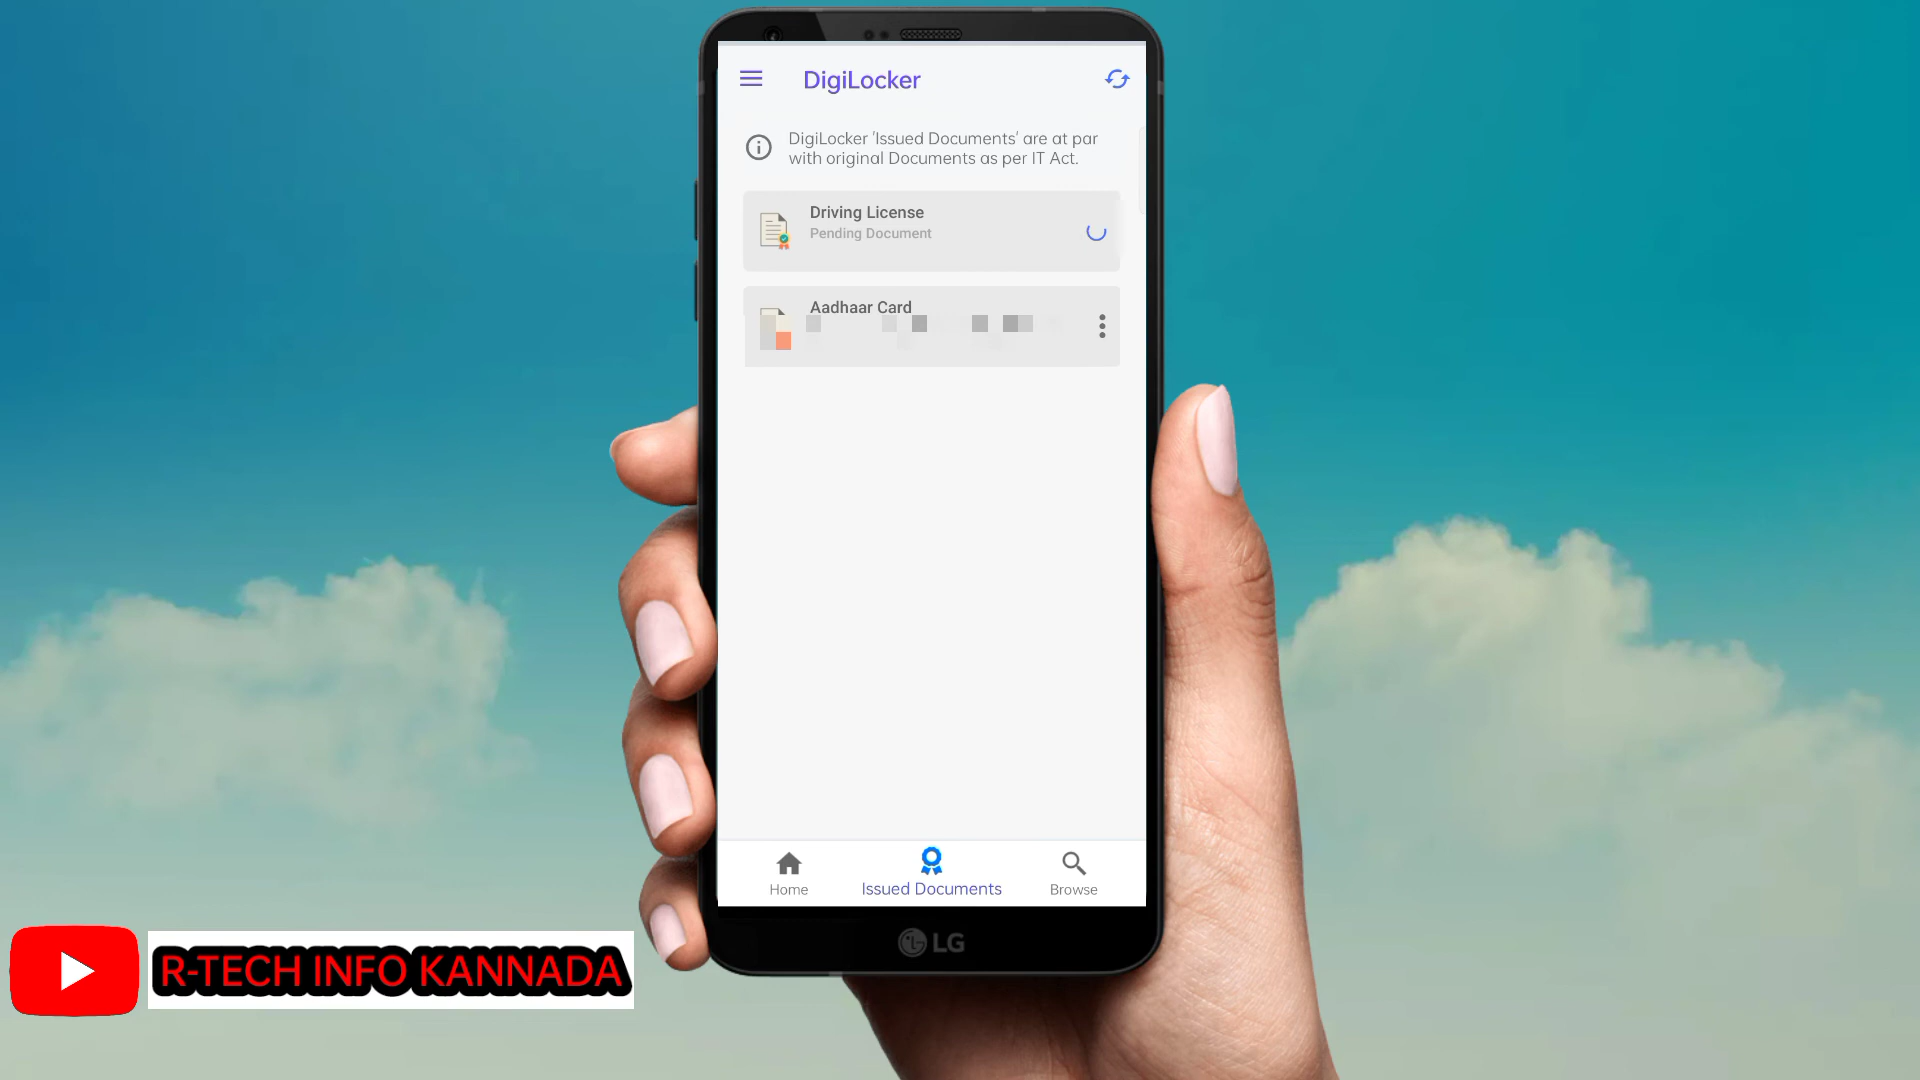 DigiLocker
DigiLocker 'Issued Documents' are at par
with original Documents as per IT Act.
Driving License
Pending Document
Aadhaar Card
Home
Issued Documents
Browse
LG
R-TECH INFO KANNADA